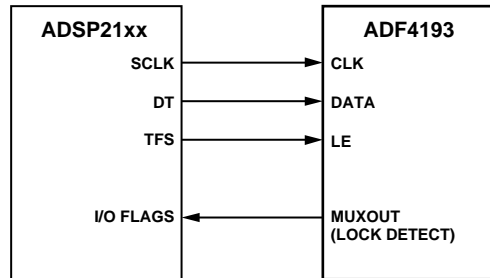 ADSP21xx
ADF4193
SCLK
CLK
DT
DATA
TFS
LE
I/O FLAGS
MUXOUT
(LOCK DETECT)